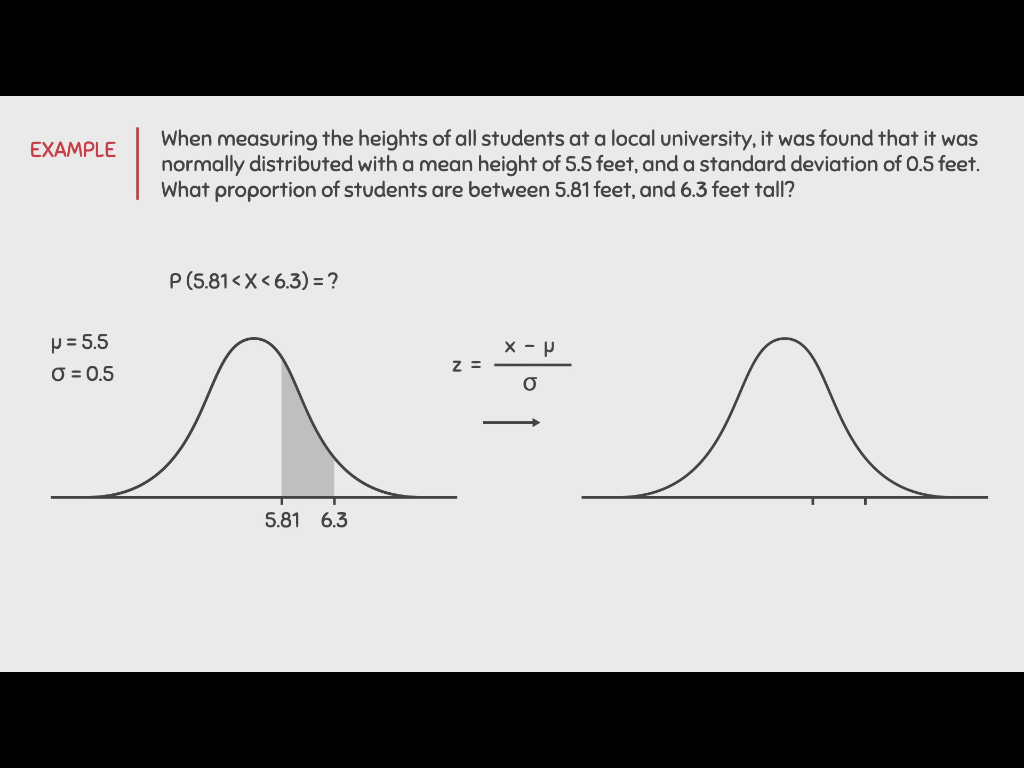 EXAMPLE
When measuring the heights of all students at a local university, it was found that it was
normally distributed with a mean height of 5.5 feet, and a standard deviation of 0.5 feet.
What proportion of students are between 5.81 feet, and 6.3 feet tall?
P (5.81 < X < 6.3) = ?
μ = 5.5
σ = 0.5
z = x - μ
σ
5.81 6.3